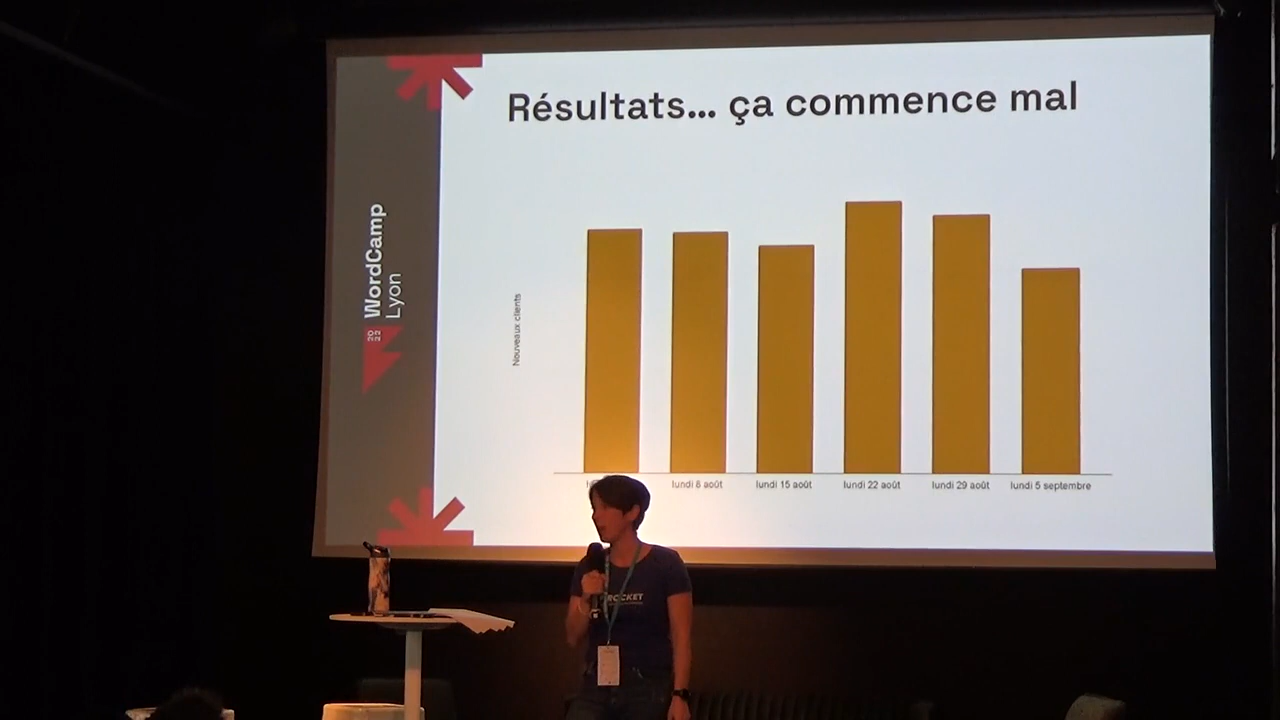 Résultats... ça commence mal
WordCamp
Lyon
2022
Nouveaux clients
lundi 8 août
lundi 15 août
lundi 22 août
lundi 29 août
lundi 5 septembre